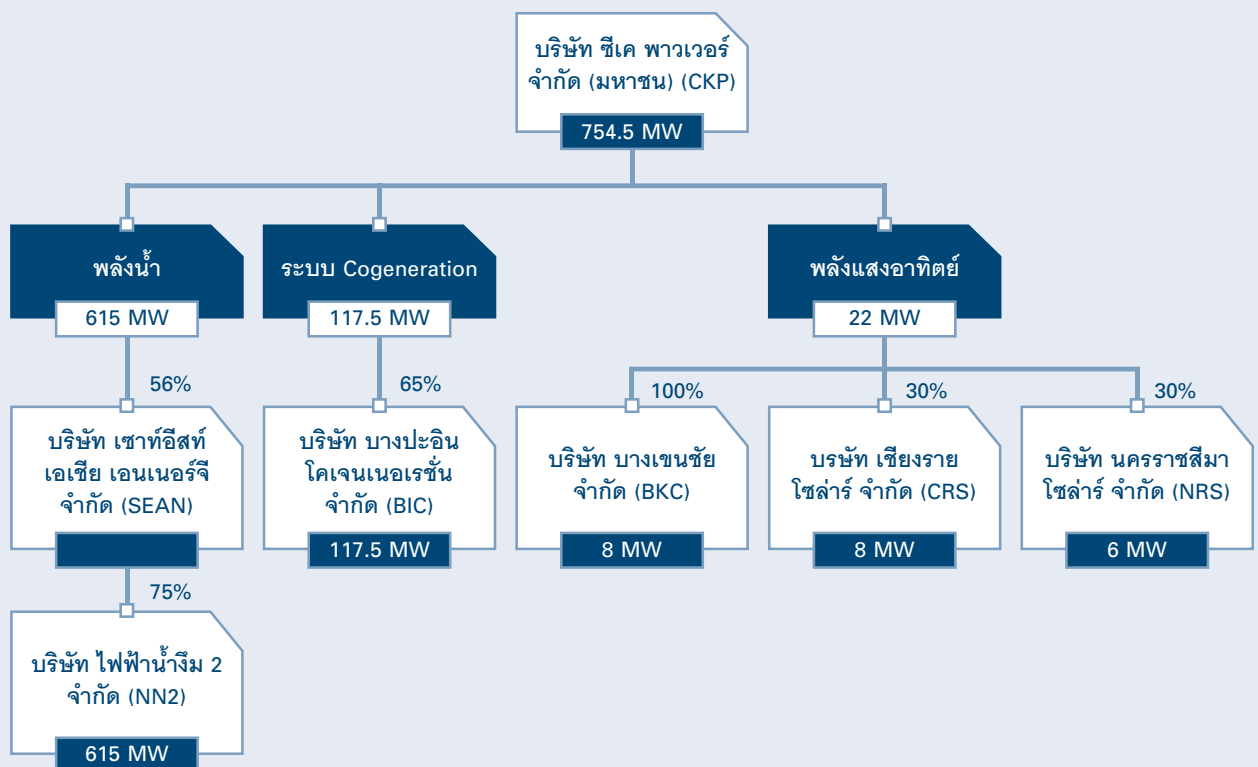 บริษัท ซีเค พาวเวอร์
จำกัด (มหาชน) (CKP)
754.5 MW
พลังน้ำ
615 MW
ระบบ Cogeneration
117.5 MW
พลังแสงอาทิตย์
22 MW
56%
บริษัท เซาท์อีสท์
เอเชีย เอนเนอร์จี
จำกัด (SEAN)
65%
บริษัท บางปะอิน
โคเจนเนอเรชั่น
จำกัด (BIC)
117.5 MW
100%
บริษัท บางเขนชัย
จำกัด (BKC)
8 MW
30%
บรษัท เชียงราย
โซล่าร์ จำกัด (CRS)
8 MW
30%
บริษัท นครราชสีมา
โซล่าร์ จำกัด (NRS)
6 MW
75%
บริษัท ไฟฟ้าน้ำงึม 2
จำกัด (NN2)
615 MW